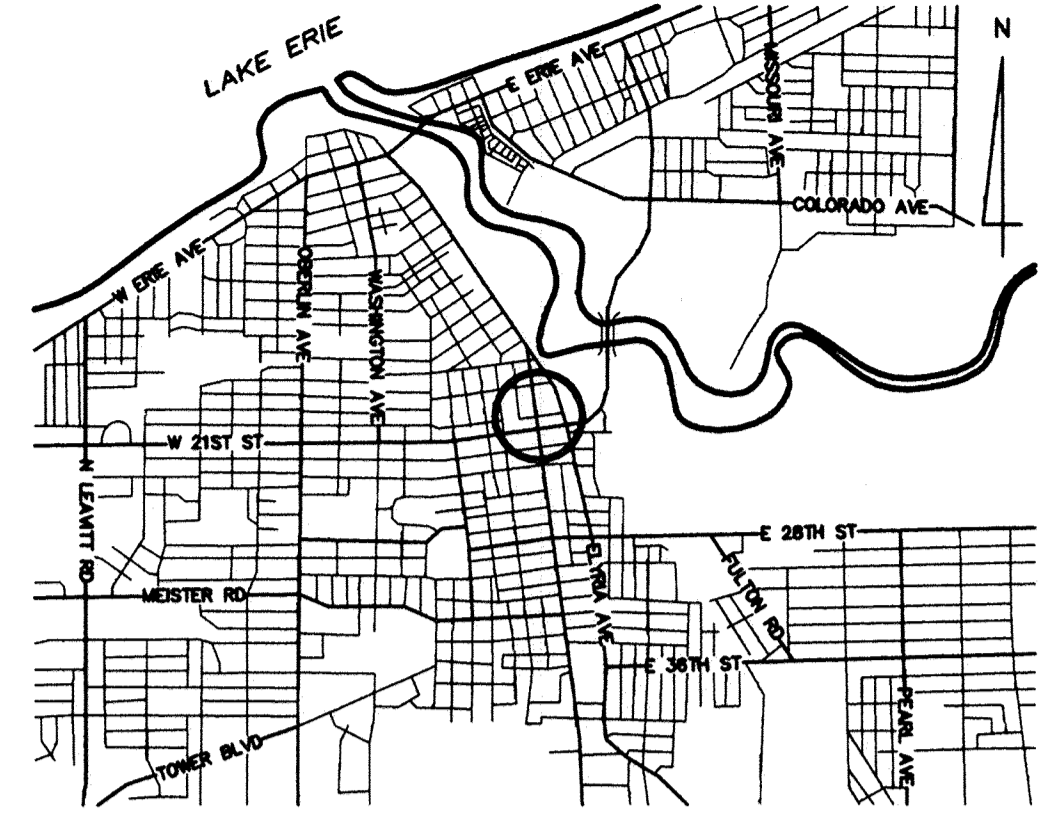 LAKE ERIE
N
E ERIE AVE
MISSOURI AVE
COLORADO AVE
W ERIE AVE
OBERLIN AVE
WASHINGTON AVE
W 21ST ST
N LEAVITT RD
E 28TH ST
ELYRIA AVE
FULTON RD
MEISTER RD
E 36TH ST
PEARL AVE
TOWER BLVD